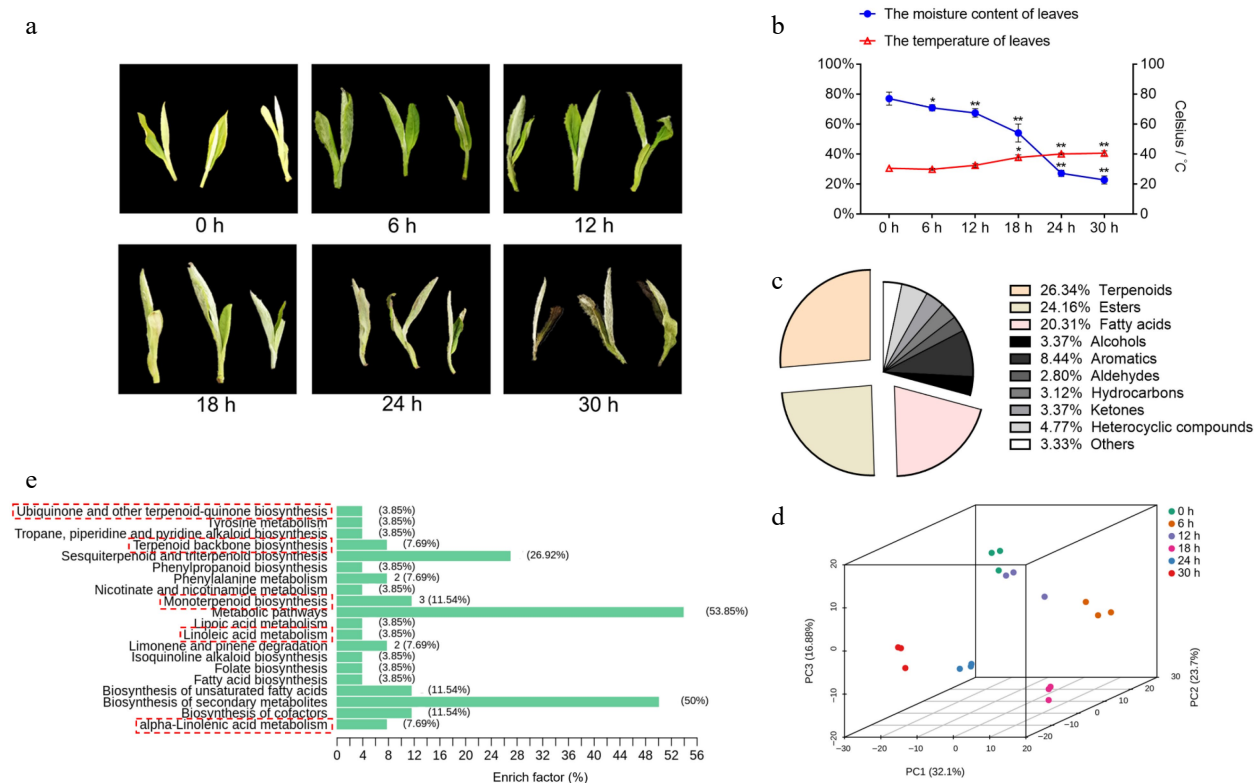 a
0 h
6 h
12 h
18 h
24 h
30 h
b
The moisture content of leaves
The temperature of leaves
100%
80%
60%
40%
20%
0%
100
80
60
40
20
0
Celsius / °C
*
**
**
*
**
**
**
**
0 h
6 h
12 h
18 h
24 h
30 h
c
26.34% Terpenoids
24.16% Esters
20.31% Fatty acids
3.37% Alcohols
8.44% Aromatics
2.80% Aldehydes
3.12% Hydrocarbons
3.37% Ketones
4.77% Heterocyclic compounds
3.33% Others
e
Ubiquinone and other terpenoid-quinone biosynthesis (3.85%)
Tyrosine metabolism (3.85%)
Tropane, piperidine and pyridine alkaloid biosynthesis (3.85%)
Terpenoid backbone biosynthesis (7.69%)
Sesquiterpenoid and triterpenoid biosynthesis (26.92%)
Phenylpropanoid biosynthesis (3.85%)
Phenylalanine metabolism 2 (7.69%)
Nicotinate and nicotinamide metabolism (3.85%)
Monoterpenoid biosynthesis 3 (11.54%)
Metabolic pathways (53.85%)
Lipoic acid metabolism (3.85%)
Linoleic acid metabolism (3.85%)
Limonene and pinene degradation 2 (7.69%)
Isoquinoline alkaloid biosynthesis (3.85%)
Folate biosynthesis (3.85%)
Fatty acid biosynthesis (3.85%)
Biosynthesis of unsaturated fatty acids (11.54%)
Biosynthesis of secondary metabolites (50%)
Biosynthesis of cofactors (11.54%)
alpha-Linolenic acid metabolism (7.69%)
0 4 8 12 16 20 24 28 32 36 40 44 48 52 56
Enrich factor (%)
d
0 h
6 h
12 h
18 h
24 h
30 h
20
10
0
−10
−20
PC3 (16.88%)
−30 −20 −10 0 10 20
PC1 (32.1%)
−20
−10
0
10
20
30
PC2 (23.7%)